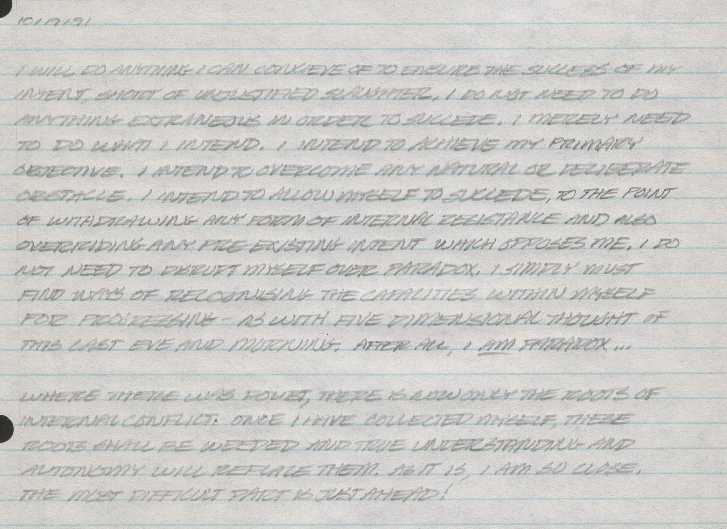 10/19/91
I WILL DO ANYTHING I CAN CONCIEVE OF TO ENSURE THE SUCCESS OF MY
INTENT, SHORT OF UNJUSTIFIED SLAUGHTER. I DO NOT NEED TO DO
ANYTHING EXTRANEOUS IN ORDER TO SUCCEDE. I MERELY NEED
TO DO WHAT I INTEND. I INTEND TO ACHIEVE MY PRIMARY
OBJECTIVE. I INTEND TO OVERCOME ANY NATURAL OR DELIBERATE
OBSTACLE. I INTEND TO ALLOW MYSELF TO SUCCEDE, TO THE POINT
OF WITHDRAWING ANY FORM OF INTERNAL RESISTANCE AND ALSO
OVERRIDING ANY PRE-EXISTING INTENT WHICH OPPOSES ME. I DO
NOT NEED TO DISRUPT MYSELF OVER PARADOX. I SIMPLY MUST
FIND WAYS OF RECOGNISING THE CAPACITIES WITHIN MYSELF
FOR PROGRESSING - AS WITH FIVE DIMENSIONAL THOUGHT OF
THIS LAST EVE AND MORNING. AFTER ALL, I AM PARADOX ...
WHERE THERE WAS DOUBT, THERE IS NOW ONLY THE ROOTS OF
INTERNAL CONFLICT. ONCE I HAVE COLLECTED MYSELF, THESE
ROOTS SHALL BE WEEDED AND TRUE UNDERSTANDING AND
AUTONOMY WILL REPLACE THEM. AS IT IS, I AM SO CLOSE.
THE MOST DIFFICULT PART IS JUST AHEAD!